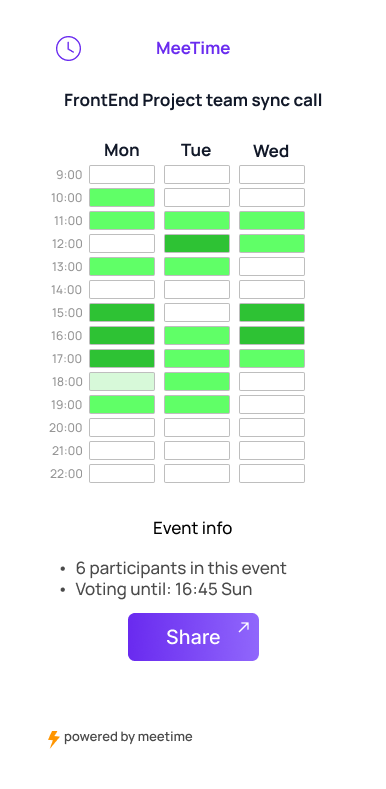 MeeTime
FrontEnd Project team sync call
Mon Tue Wed
9:00
10:00
11:00
12:00
13:00
14:00
15:00
16:00
17:00
18:00
19:00
20:00
21:00
22:00
Event info
• 6 participants in this event
• Voting until: 16:45 Sun
Share
powered by meetime